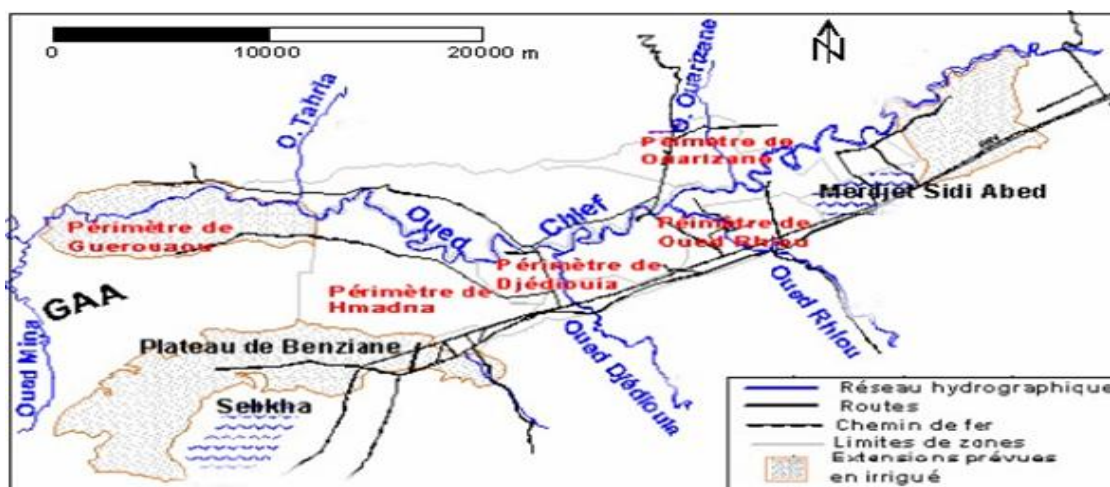 0 10000 20000 m
N
O. Tahria
O. Ouarizane
Périmètre de
Ouarizane
Merdjet Sidi Abed
Périmètre de
Guerouaou
Oued Chlef
Périmètre de
Oued Rhiou
Périmètre de
Djédiouia
Périmètre de
Hmadna
GAA
Oued Mina
Plateau de Benziane
Sebkha
Oued Djédiouia
Oued Rhiou
Réseau hydrographique
Routes
Chemin de fer
Limites de zones
Extensions prévues
en irrigué